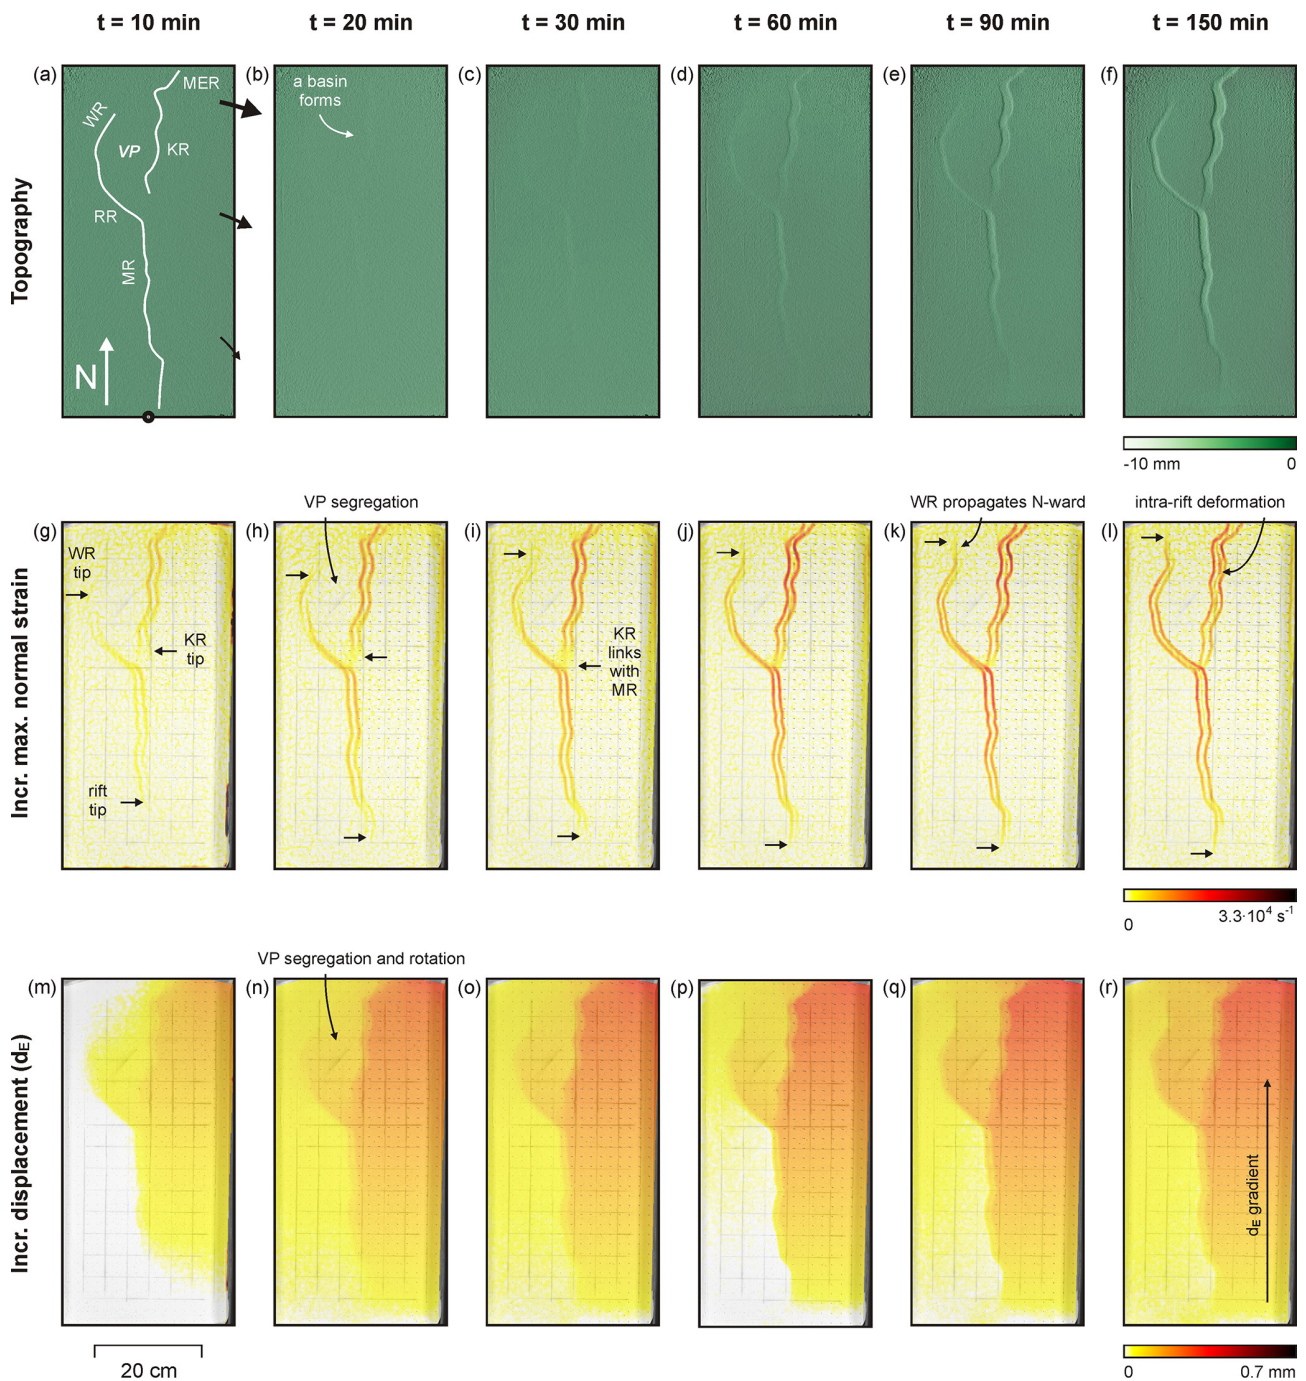 t = 10 min
t = 20 min
t = 30 min
t = 60 min
t = 90 min
t = 150 min
Topography
(a)
WR
MER
VP
KR
RR
MR
N
(b)
a basin
forms
(c)
(d)
(e)
(f)
-10 mm
0
Incr. max. normal strain
VP segregation
WR propagates N-ward
intra-rift deformation
(g)
WR
tip
KR
tip
rift
tip
(h)
(i)
KR
links
with
MR
(j)
(k)
(l)
0
3.3·10⁴ s⁻¹
Incr. displacement (dE)
VP segregation and rotation
(m)
(n)
(o)
(p)
(q)
(r)
dE gradient
20 cm
0
0.7 mm